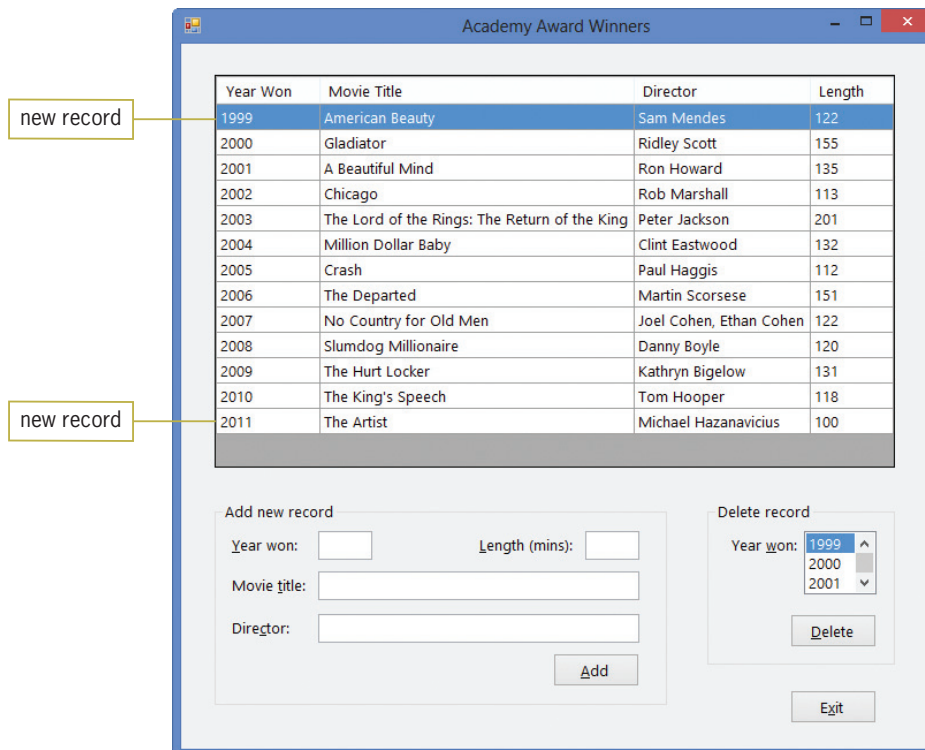 Academy Award Winners
Year Won Movie Title Director Length
new record
1999 American Beauty Sam Mendes 122
2000 Gladiator Ridley Scott 155
2001 A Beautiful Mind Ron Howard 135
2002 Chicago Rob Marshall 113
2003 The Lord of the Rings: The Return of the King Peter Jackson 201
2004 Million Dollar Baby Clint Eastwood 132
2005 Crash Paul Haggis 112
2006 The Departed Martin Scorsese 151
2007 No Country for Old Men Joel Cohen, Ethan Cohen 122
2008 Slumdog Millionaire Danny Boyle 120
2009 The Hurt Locker Kathryn Bigelow 131
2010 The King's Speech Tom Hooper 118
new record
2011 The Artist Michael Hazanavicius 100
Add new record
Year won: Length (mins):
Movie title:
Director:
Add
Delete record
Year won: 1999
2000
2001
Delete
Exit